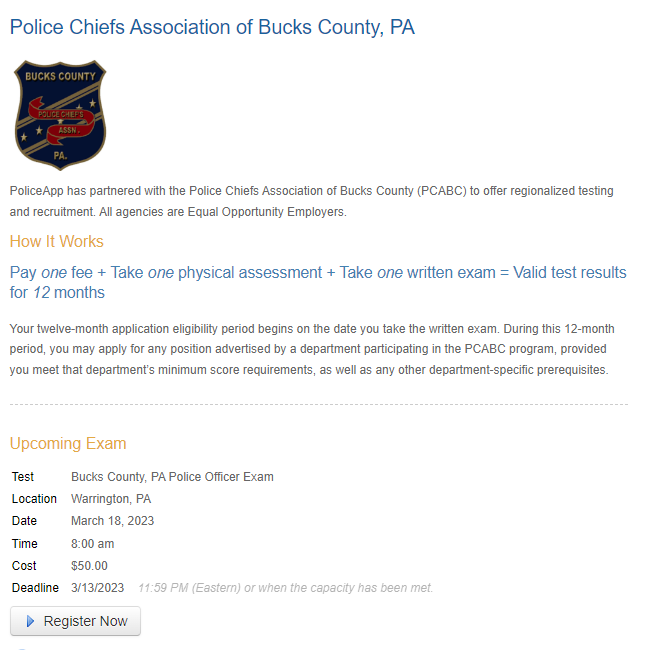 Police Chiefs Association of Bucks County, PA
BUCKS COUNTY
POLICE CHIEF'S
ASSN.
PA.
PoliceApp has partnered with the Police Chiefs Association of Bucks County (PCABC) to offer regionalized testing
and recruitment. All agencies are Equal Opportunity Employers.
How It Works
Pay one fee + Take one physical assessment + Take one written exam = Valid test results
for 12 months
Your twelve-month application eligibility period begins on the date you take the written exam. During this 12-month
period, you may apply for any position advertised by a department participating in the PCABC program, provided
you meet that department's minimum score requirements, as well as any other department-specific prerequisites.
Upcoming Exam
Test Bucks County, PA Police Officer Exam
Location Warrington, PA
Date March 18, 2023
Time 8:00 am
Cost $50.00
Deadline 3/13/2023 11:59 PM (Eastern) or when the capacity has been met.
Register Now